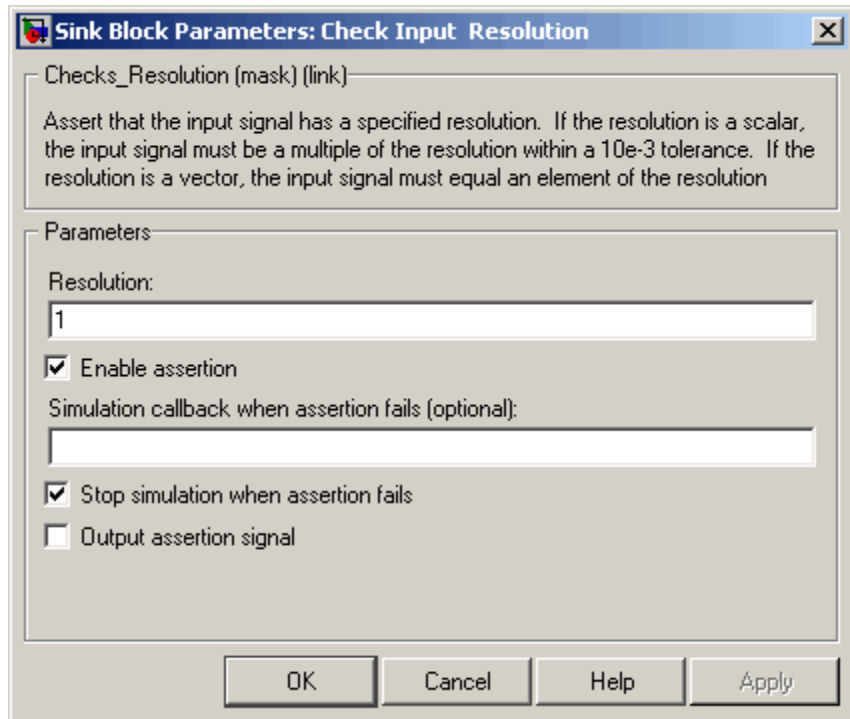 Sink Block Parameters: Check Input  Resolution
Checks_Resolution (mask) (link)
Assert that the input signal has a specified resolution.  If the resolution is a scalar,
the input signal must be a multiple of the resolution within a 10e-3 tolerance.  If the
resolution is a vector, the input signal must equal an element of the resolution
Parameters
Resolution:
1
Enable assertion
Simulation callback when assertion fails (optional):
Stop simulation when assertion fails
Output assertion signal
OK Cancel Help Apply